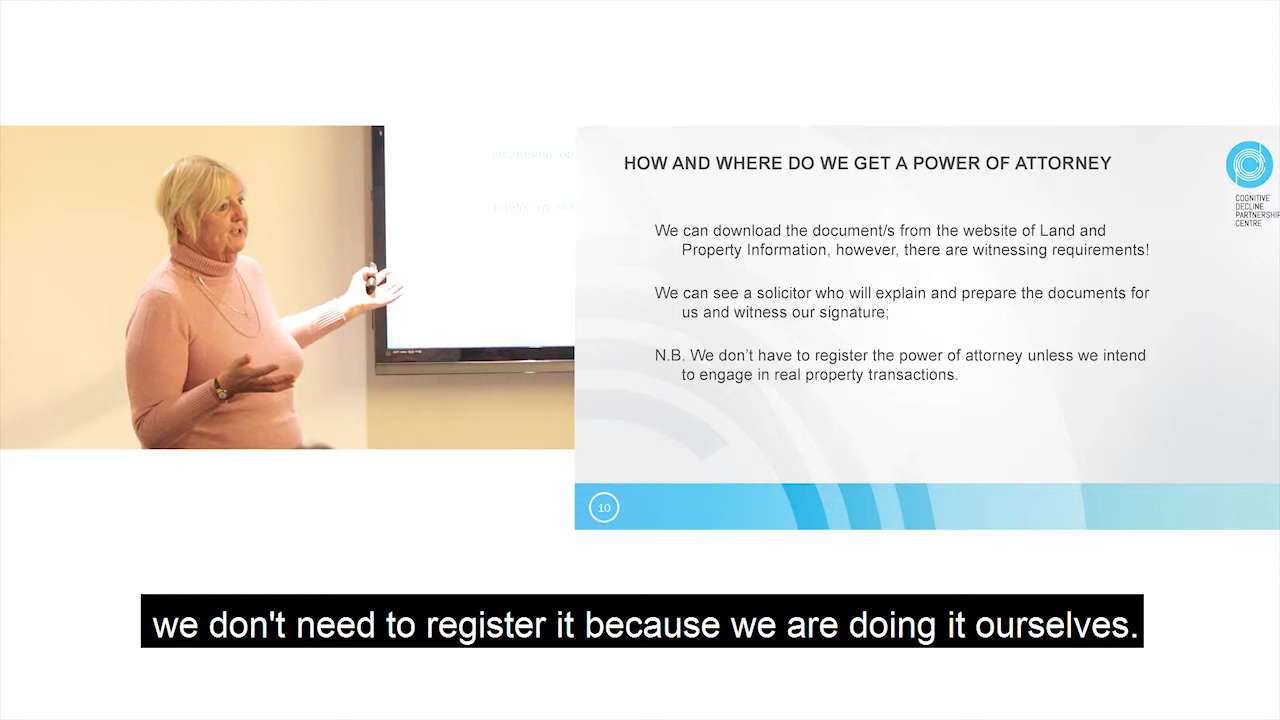 HOW AND WHERE DO WE GET A POWER OF ATTORNEY
COGNITIVE
DECLINE
PARTNERSHIP
CENTRE
We can download the document/s from the website of Land and
Property Information, however, there are witnessing requirements!
We can see a solicitor who will explain and prepare the documents for
us and witness our signature;
N.B. We don’t have to register the power of attorney unless we intend
to engage in real property transactions.
10
we don't need to register it because we are doing it ourselves.